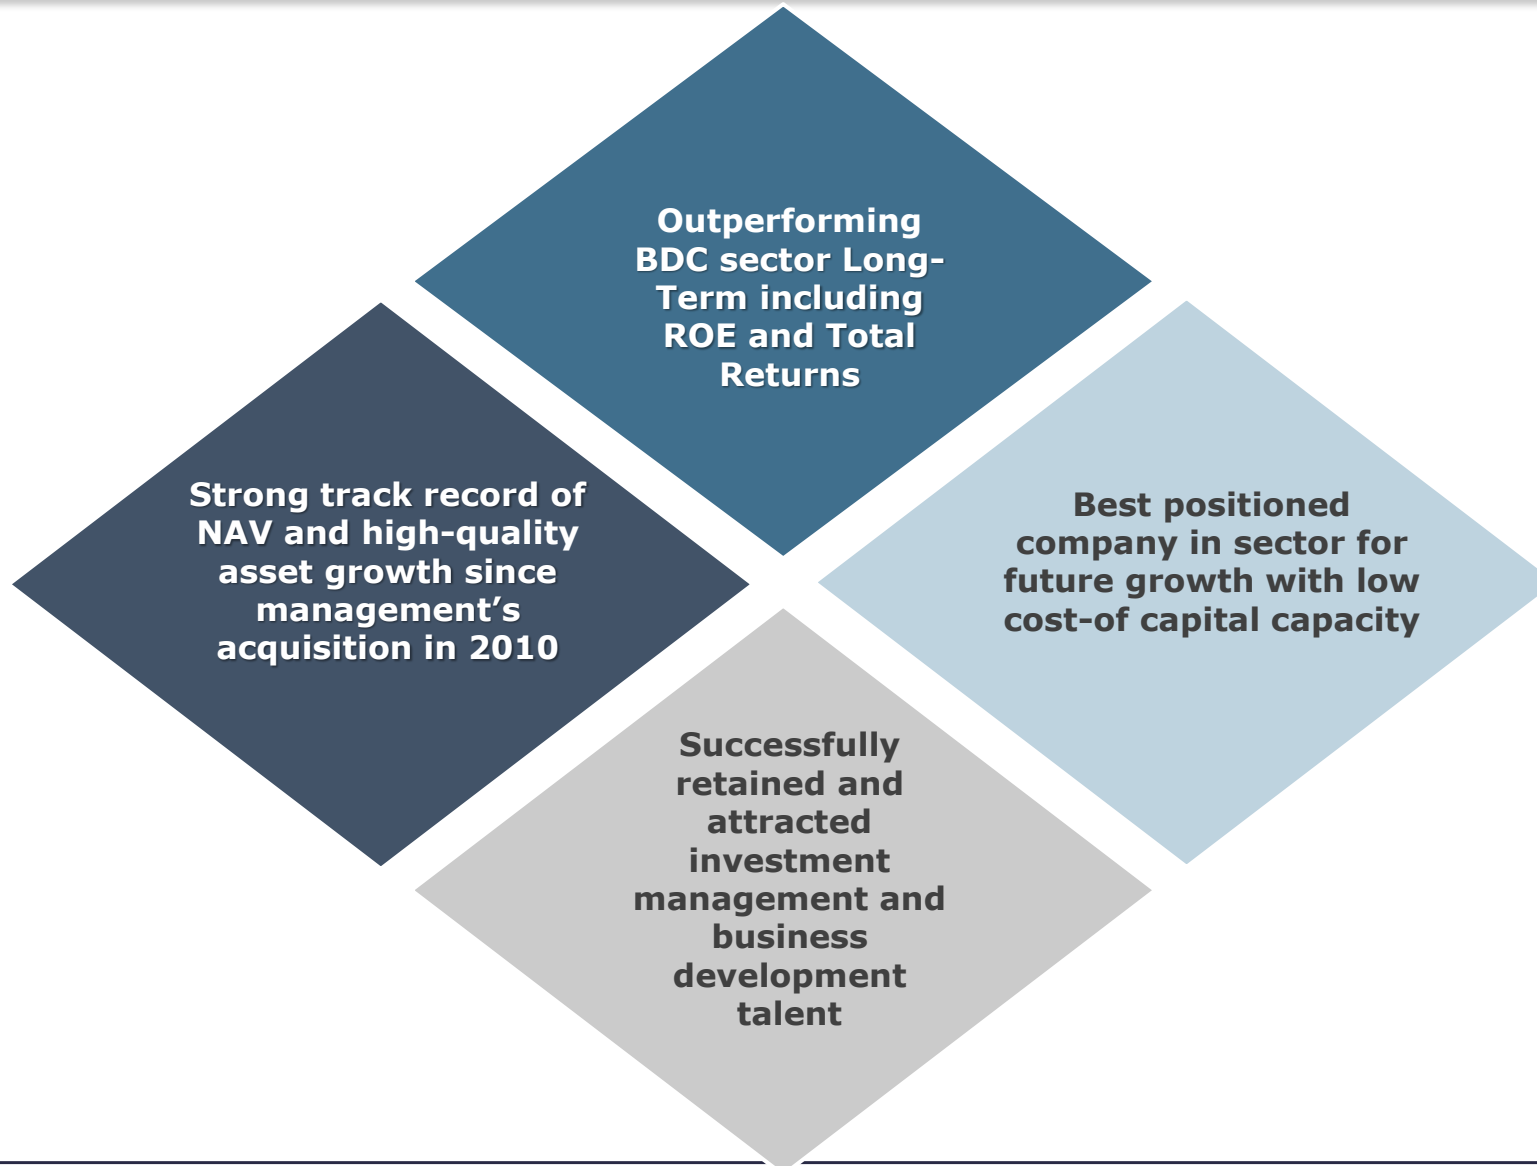 Outperforming
BDC sector Long-
Term including
ROE and Total
Returns
Strong track record of
NAV and high-quality
asset growth since
management’s
acquisition in 2010
Best positioned
company in sector for
future growth with low
cost-of capital capacity
Successfully
retained and
attracted
investment
management and
business
development
talent